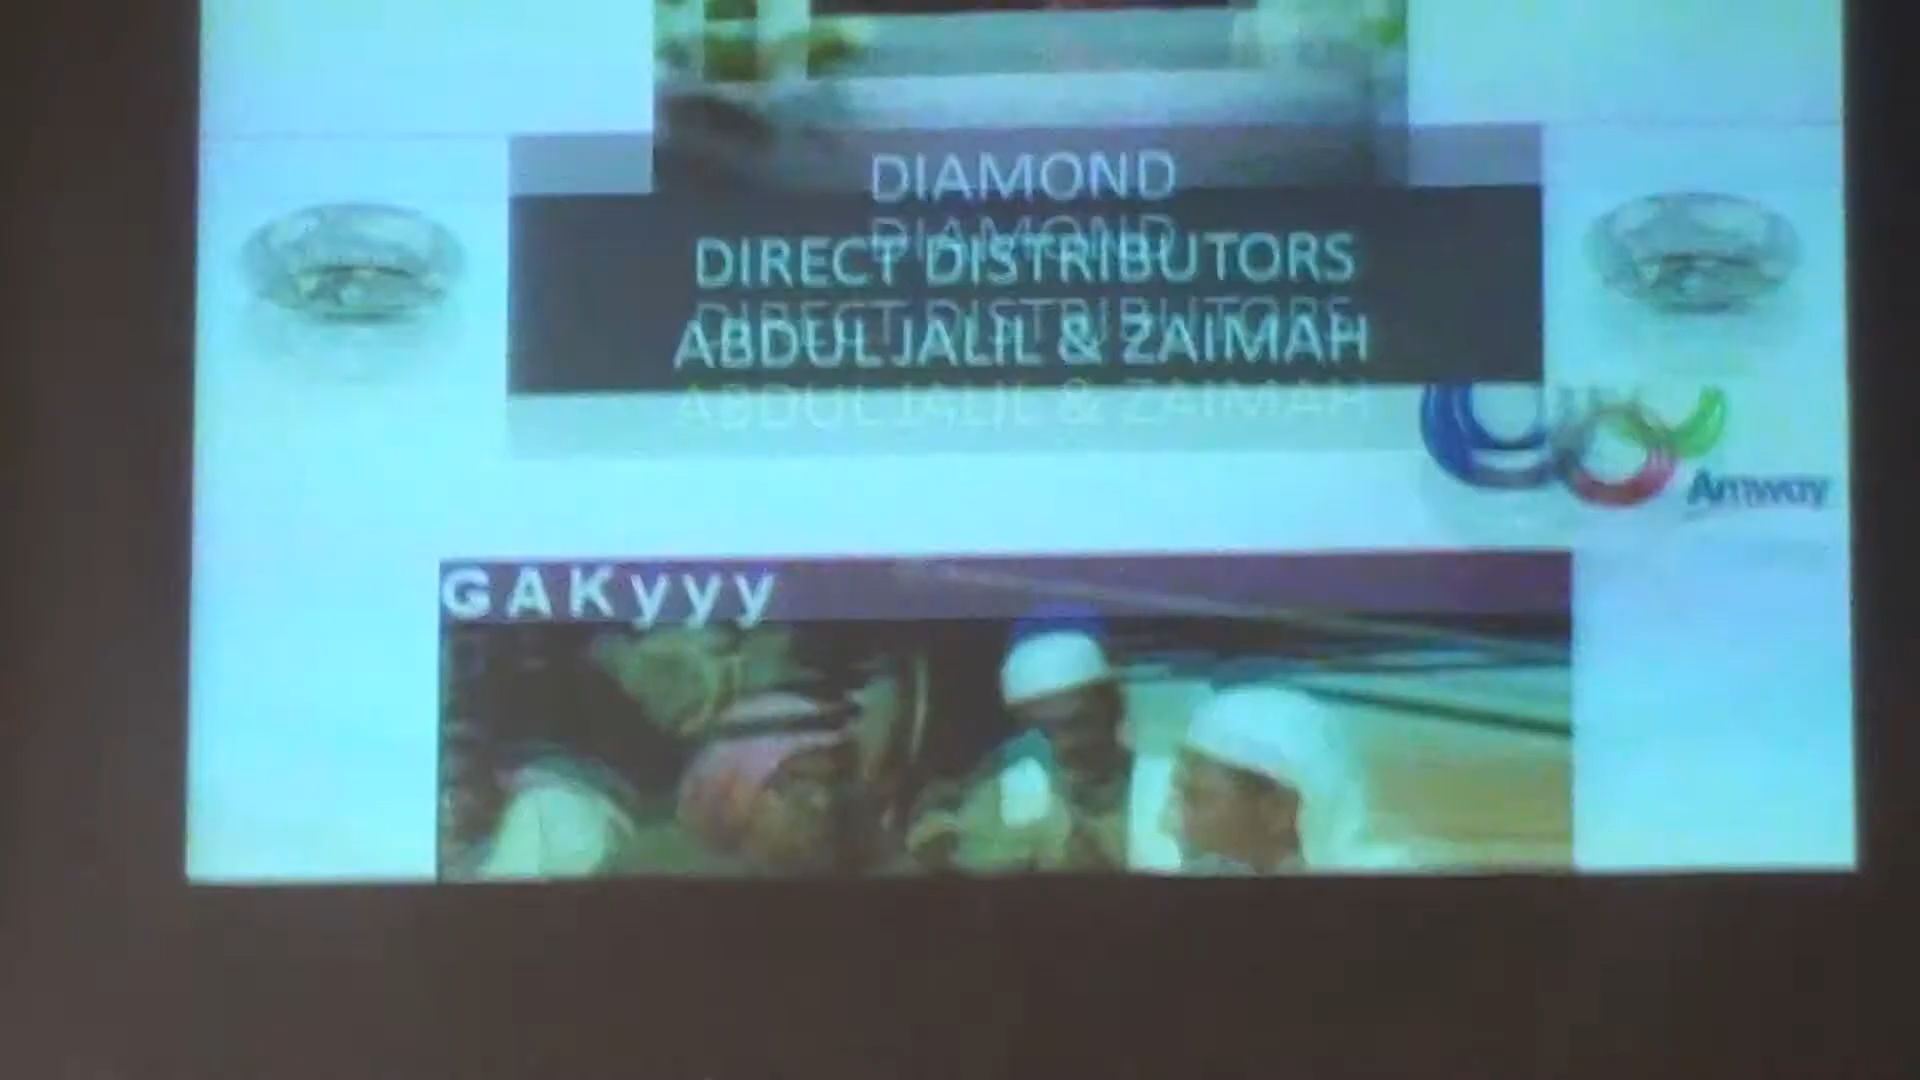 DIAMOND
DIRECT DISTRIBUTORS
ABDUL JALIL & ZAIMAH
Amway
GAKyyy